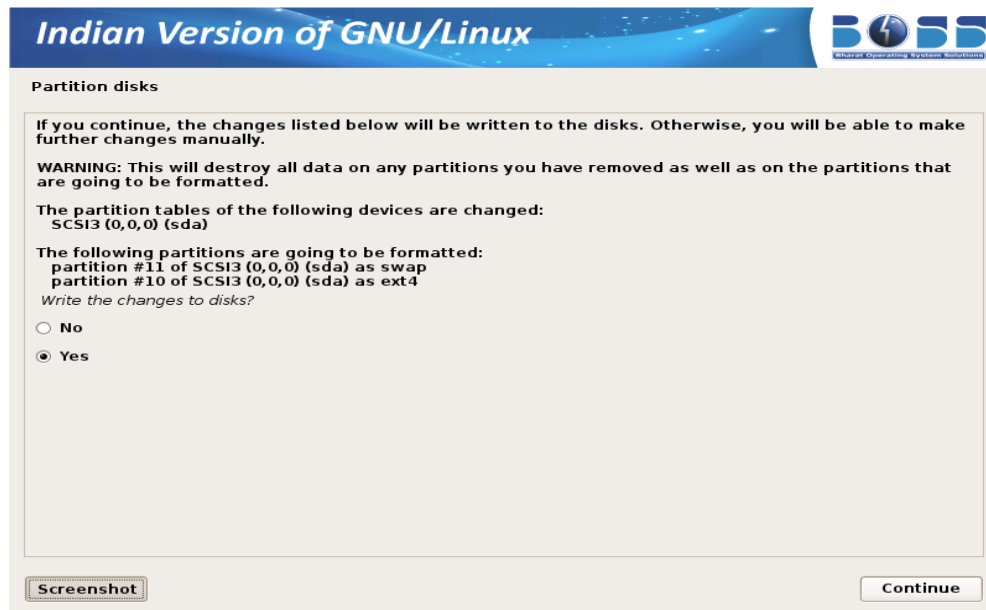 Indian Version of GNU/Linux
BOSS
Bharat Operating System Solutions
Partition disks
If you continue, the changes listed below will be written to the disks. Otherwise, you will be able to make
further changes manually.
WARNING: This will destroy all data on any partitions you have removed as well as on the partitions that
are going to be formatted.
The partition tables of the following devices are changed:
SCSI3 (0,0,0) (sda)
The following partitions are going to be formatted:
partition #11 of SCSI3 (0,0,0) (sda) as swap
partition #10 of SCSI3 (0,0,0) (sda) as ext4
Write the changes to disks?
No
Yes
Screenshot
Continue